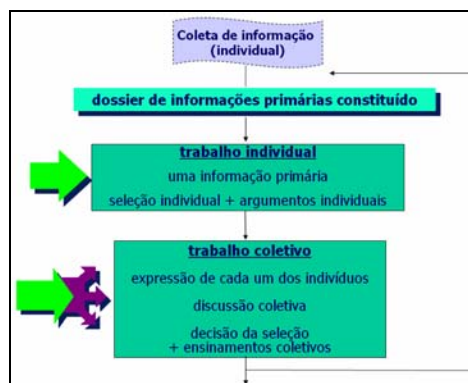 Coleta de informação
(individual)
dossier de informações primárias constituído
trabalho individual
uma informação primária
seleção individual + argumentos individuais
trabalho coletivo
expressão de cada um dos indivíduos
discussão coletiva
decisão da seleção
+ ensinamentos coletivos